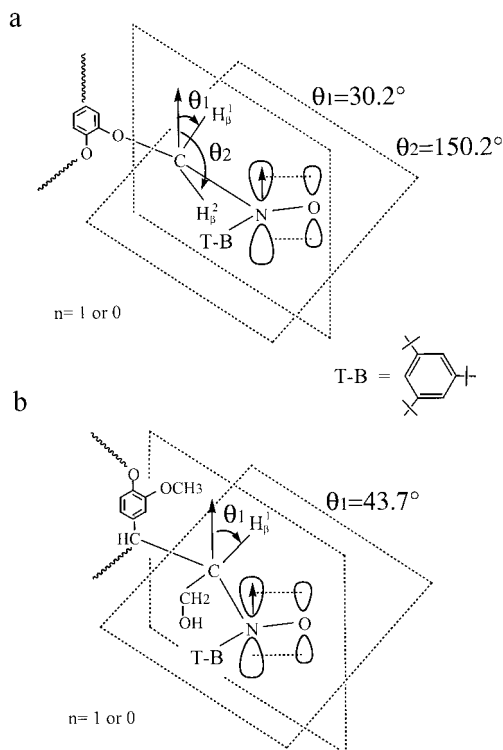 a
θ1
H¹β
θ1=30.2°
O
C
θ2
θ2=150.2°
O
H²β
N
O
T-B
n= 1 or 0
T-B =
b
O
OCH3
θ1=43.7°
θ1
H¹β
HC
C
CH2
OH
N
O
T-B
n= 1 or 0